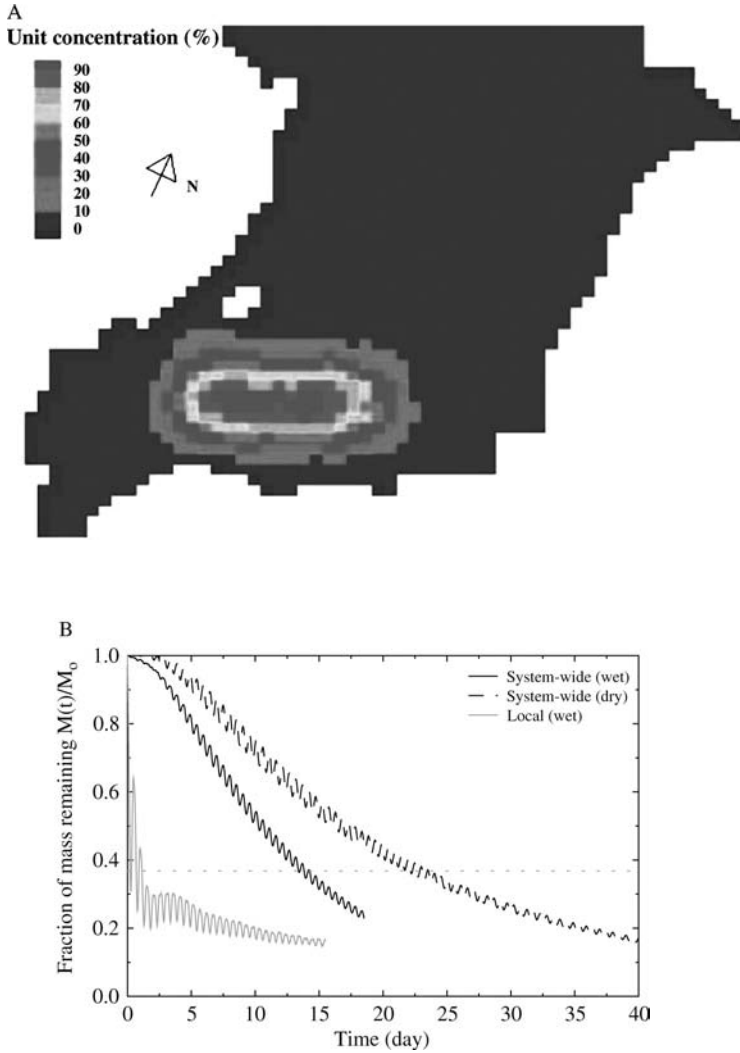 A
Unit concentration (%)
90
80
70
60
50
40
30
20
10
0
N
B
1.0
0.8
0.6
0.4
0.2
0.0
Fraction of mass remaining M(t)/Mo
System-wide (wet)
System-wide (dry)
Local (wet)
0 5 10 15 20 25 30 35 40
Time (day)